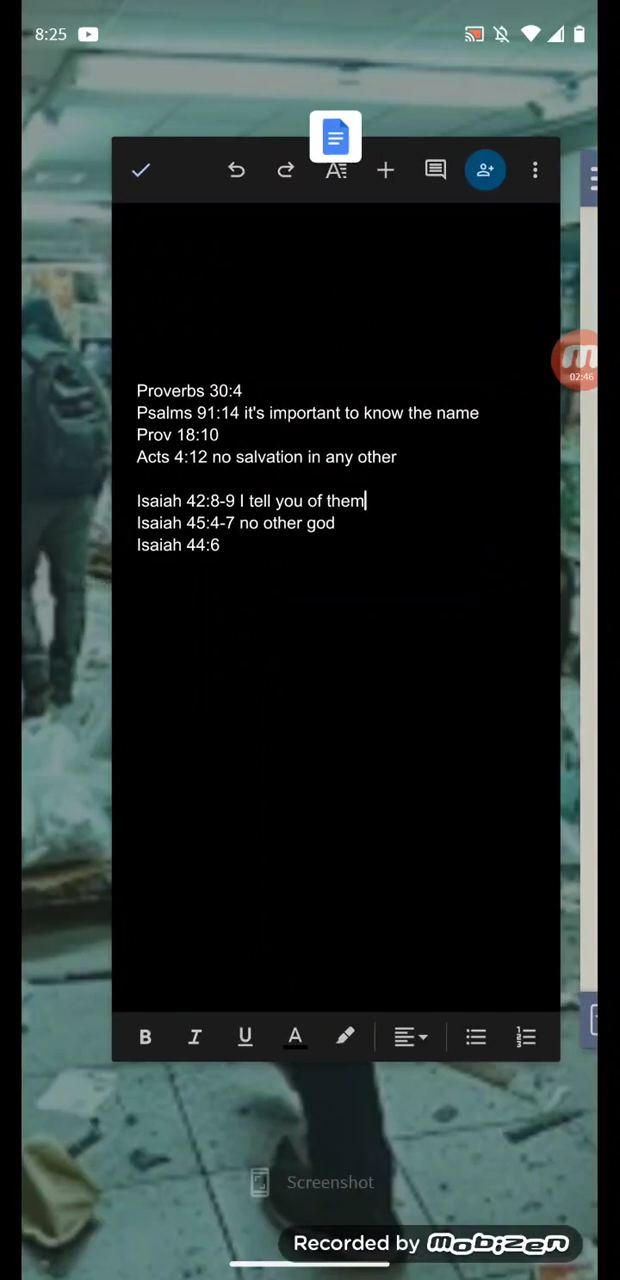 8:25
02:46
Proverbs 30:4
Psalms 91:14 it's important to know the name
Prov 18:10
Acts 4:12 no salvation in any other
Isaiah 42:8-9 I tell you of them
Isaiah 45:4-7 no other god
Isaiah 44:6
B I U A
Screenshot
Recorded by mobizen